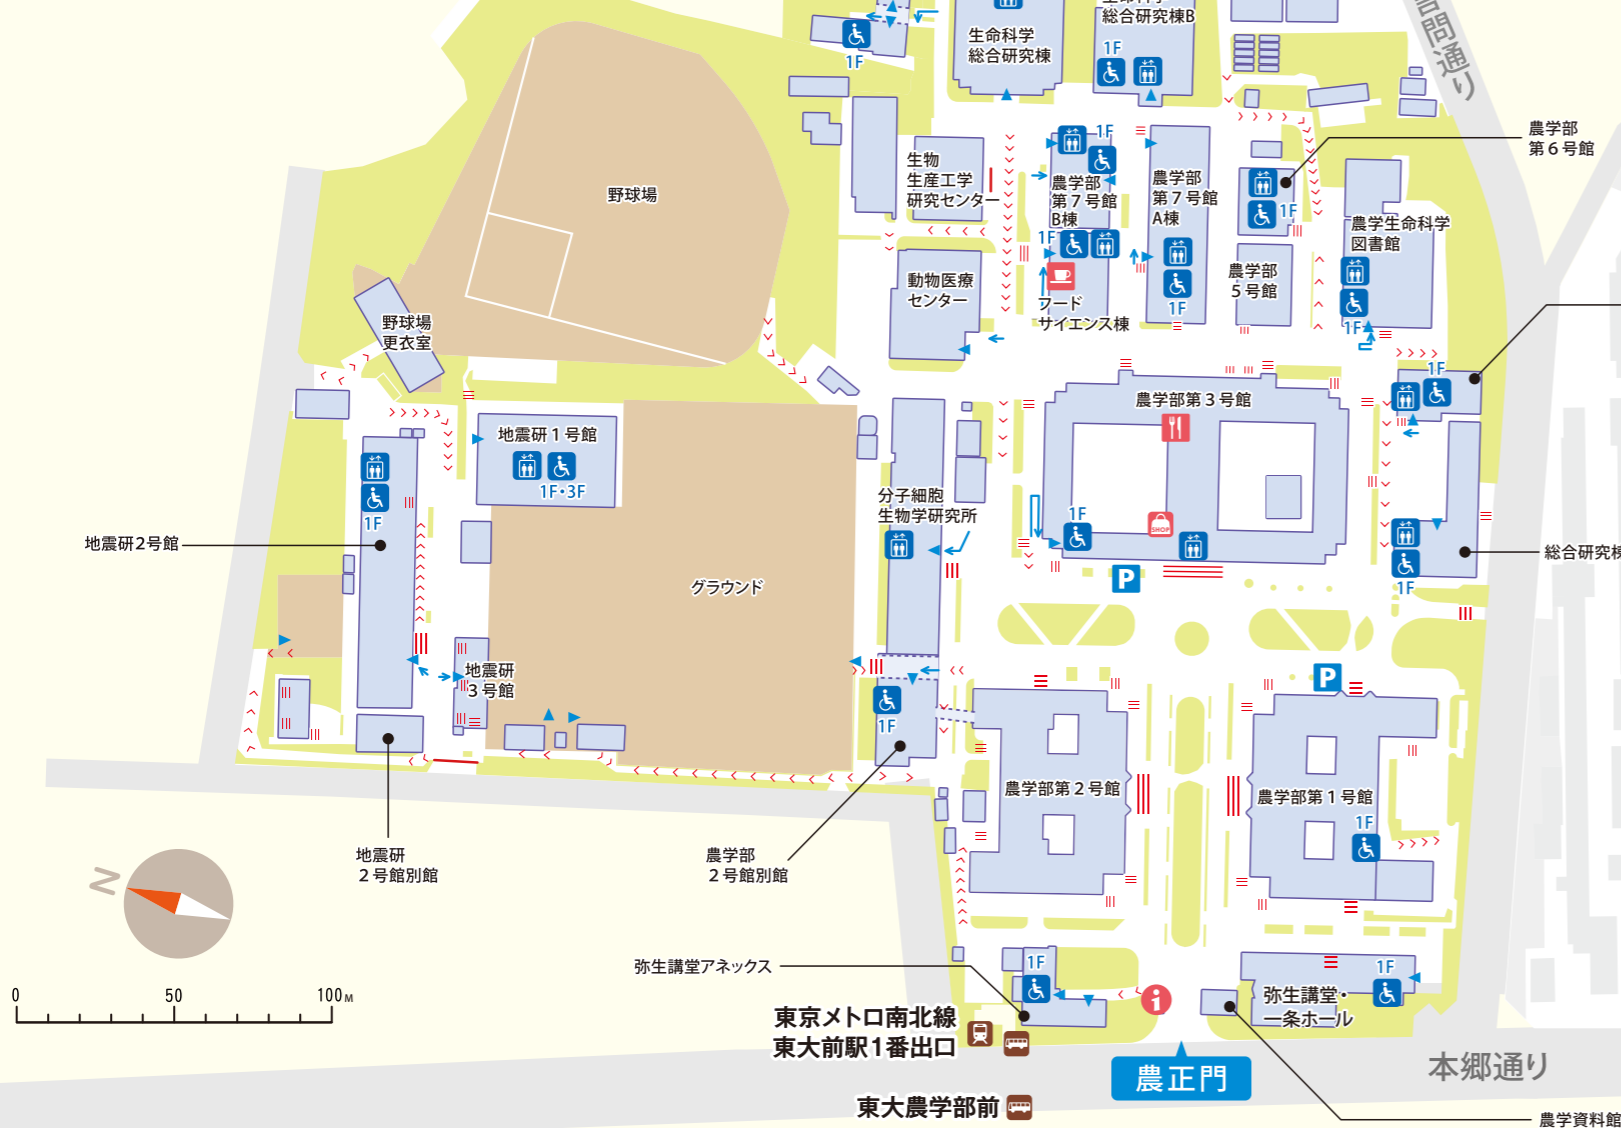 生命科学
総合研究棟B
生命科学
総合研究棟
1F
1F
言問通り
農学部
第6号館
生物
生産工学
研究センター
1F
農学部
第7号館
B棟
農学部
第7号館
A棟
1F
農学生命科学
図書館
野球場
1F
動物医療
センター
フード
サイエンス棟
1F
農学部
5号館
1F
野球場
更衣室
農学部第3号館
1F
地震研1号館
1F・3F
1F
地震研2号館
分子細胞
生物学研究所
1F
総合研究棟
1F
グラウンド
P
P
地震研
3号館
1F
SHOP
農学部第2号館
農学部第1号館
1F
地震研
2号館別館
農学部
2号館別館
N
弥生講堂アネックス
1F
1F
弥生講堂・
一条ホール
0 50 100M
東京メトロ南北線
東大前駅1番出口
農正門
本郷通り
東大農学部前
農学資料館